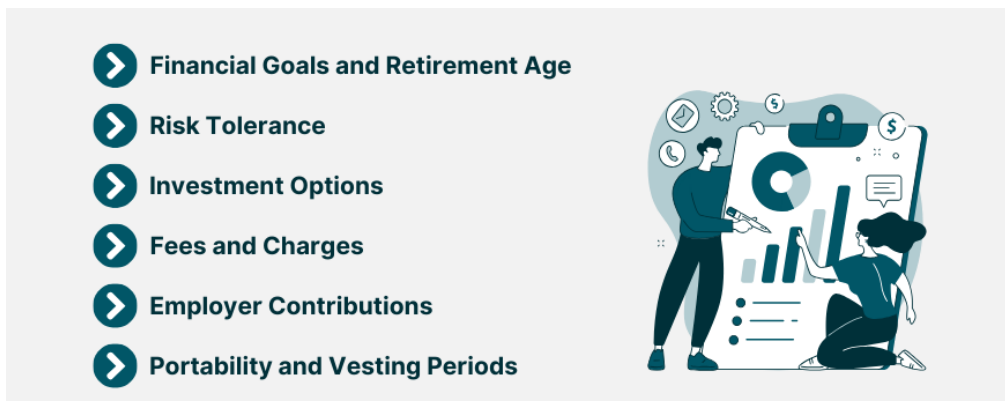 Financial Goals and Retirement Age
Risk Tolerance
Investment Options
Fees and Charges
Employer Contributions
Portability and Vesting Periods
$
$